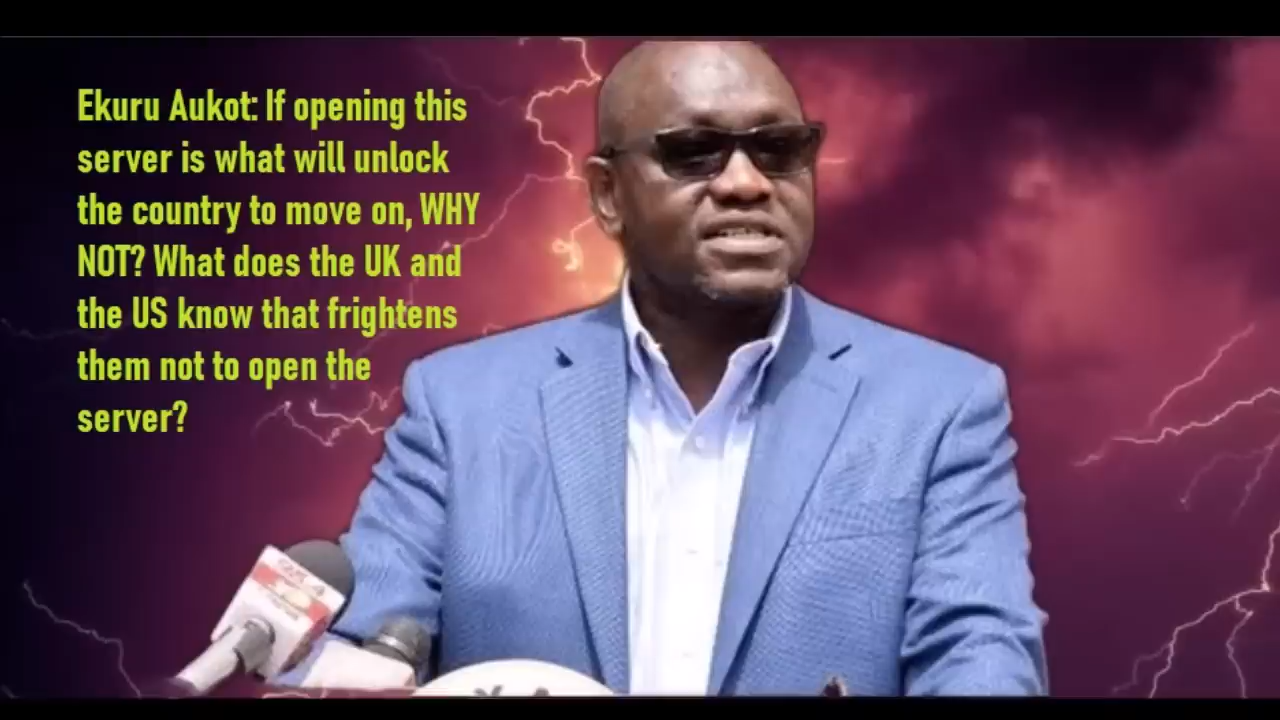 Ekuru Aukot: If opening this
server is what will unlock
the country to move on, WHY
NOT? What does the UK and
the US know that frightens
them not to open the
server?